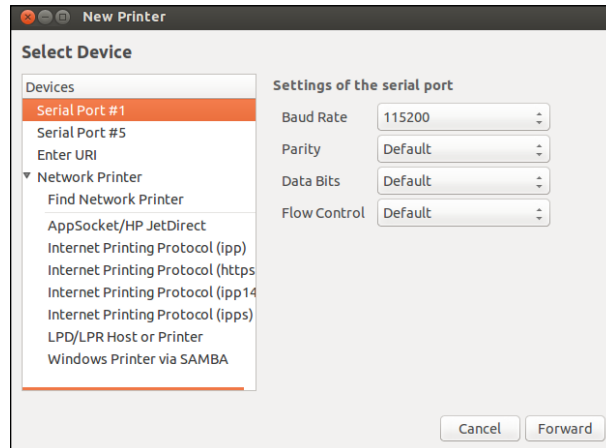 New Printer
Select Device
Devices
Serial Port #1
Serial Port #5
Enter URI
Network Printer
Find Network Printer
AppSocket/HP JetDirect
Internet Printing Protocol (ipp)
Internet Printing Protocol (https
Internet Printing Protocol (ipp14
Internet Printing Protocol (ipps)
LPD/LPR Host or Printer
Windows Printer via SAMBA
Settings of the serial port
Baud Rate 115200
Parity Default
Data Bits Default
Flow Control Default
Cancel Forward